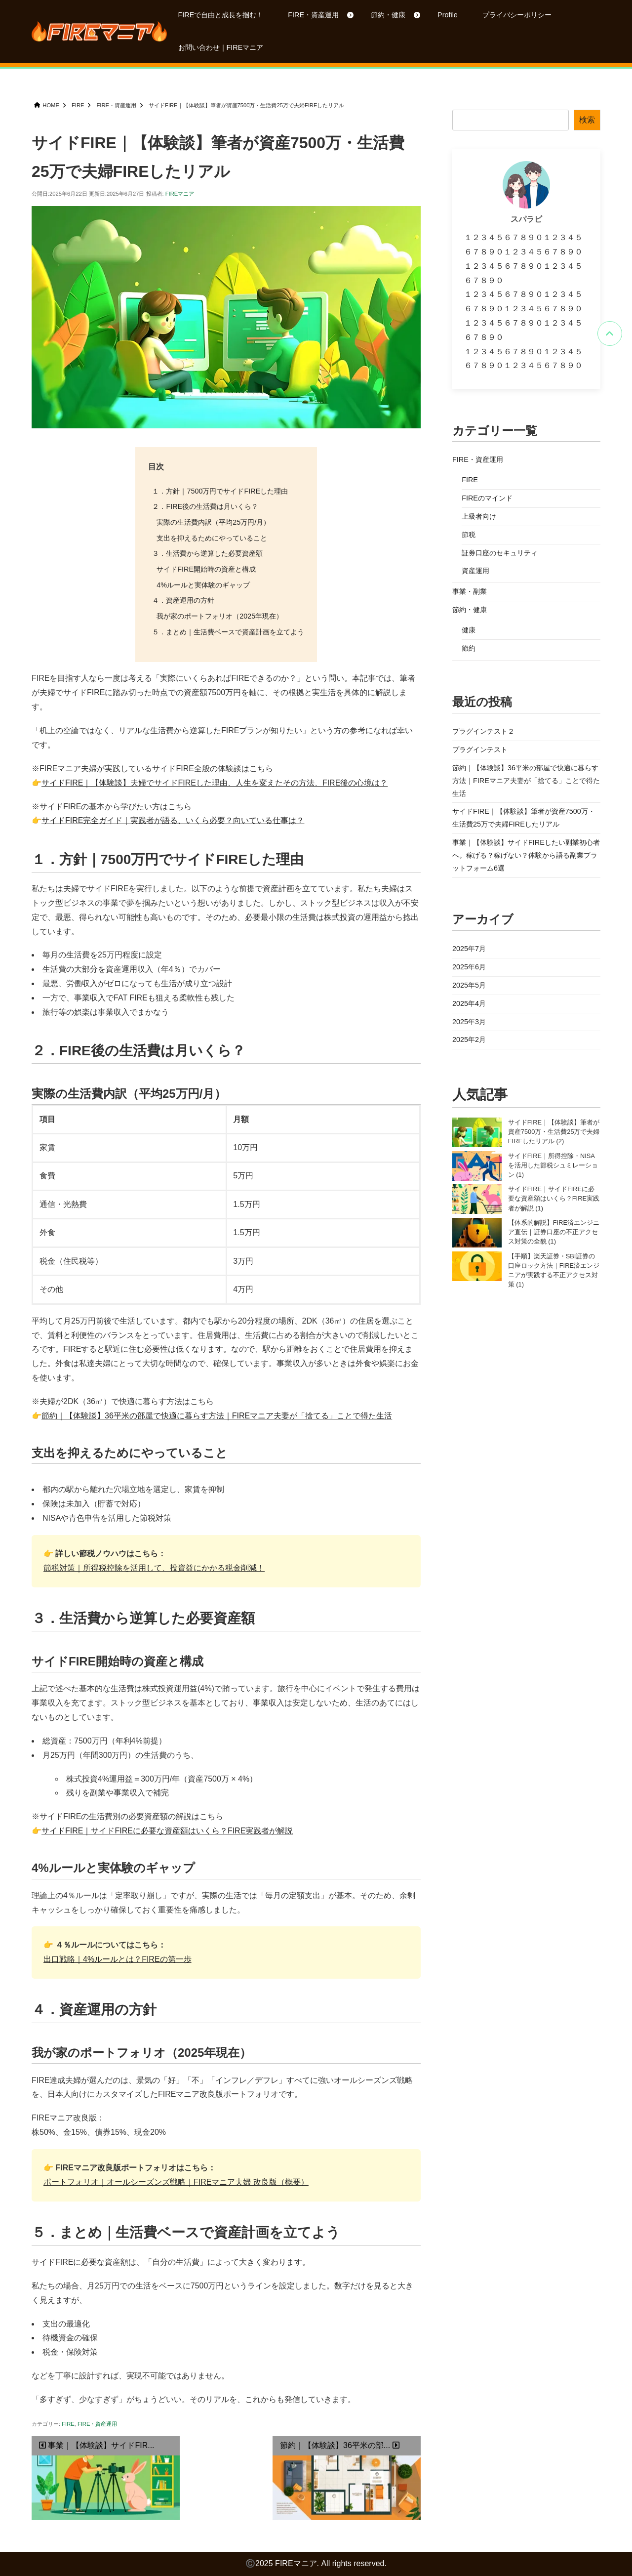 FIREマニア
FIREで自由と成長を掴む！
FIRE・資産運用
節約・健康
Profile
プライバシーポリシー
お問い合わせ｜FIREマニア
HOME
FIRE
FIRE・資産運用
サイドFIRE｜【体験談】筆者が資産7500万・生活費25万で夫婦FIREしたリアル
サイドFIRE｜【体験談】筆者が資産7500万・生活費
25万で夫婦FIREしたリアル
公開日:2025年6月22日 更新日:2025年6月27日 投稿者: FIREマニア
目次
１．方針｜7500万円でサイドFIREした理由
２．FIRE後の生活費は月いくら？
実際の生活費内訳（平均25万円/月）
支出を抑えるためにやっていること
３．生活費から逆算した必要資産額
サイドFIRE開始時の資産と構成
4%ルールと実体験のギャップ
４．資産運用の方針
我が家のポートフォリオ（2025年現在）
５．まとめ｜生活費ベースで資産計画を立てよう
FIREを目指す人なら一度は考える「実際にいくらあればFIREできるのか？」という問い。本記事では、筆者
が夫婦でサイドFIREに踏み切った時点での資産額7500万円を軸に、その根拠と実生活を具体的に解説しま
す。
「机上の空論ではなく、リアルな生活費から逆算したFIREプランが知りたい」という方の参考になれば幸い
です。
※FIREマニア夫婦が実践しているサイドFIRE全般の体験談はこちら
👉サイドFIRE｜【体験談】夫婦でサイドFIREした理由、人生を変えたその方法、FIRE後の心境は？
※サイドFIREの基本から学びたい方はこちら
👉サイドFIRE完全ガイド｜実践者が語る、いくら必要？向いている仕事は？
１．方針｜7500万円でサイドFIREした理由
私たちは夫婦でサイドFIREを実行しました。以下のような前提で資産計画を立てています。私たち夫婦はス
トック型ビジネスの事業で夢を掴みたいという想いがありました。しかし、ストック型ビジネスは収入が不安
定で、最悪、得られない可能性も高いものです。そのため、必要最小限の生活費は株式投資の運用益から捻出
しています。
• 毎月の生活費を25万円程度に設定
• 生活費の大部分を資産運用収入（年4％）でカバー
• 最悪、労働収入がゼロになっても生活が成り立つ設計
• 一方で、事業収入でFAT FIREも狙える柔軟性も残した
• 旅行等の娯楽は事業収入でまかなう
２．FIRE後の生活費は月いくら？
実際の生活費内訳（平均25万円/月）
項目 月額
家賃 10万円
食費 5万円
通信・光熱費 1.5万円
外食 1.5万円
税金（住民税等） 3万円
その他 4万円
平均して月25万円前後で生活しています。都内でも駅から20分程度の場所、2DK（36㎡）の住居を選ぶこと
で、賃料と利便性のバランスをとっています。住居費用は、生活費に占める割合が大きいので削減したいとこ
ろです。FIREすると駅近に住む必要性は低くなります。なので、駅から距離をおくことで住居費用を抑えま
す。外食は私達夫婦にとって大切な時間なので、確保しています。事業収入が多いときは外食や娯楽にお金
を使います。
※夫婦が2DK（36㎡）で快適に暮らす方法はこちら
👉節約｜【体験談】36平米の部屋で快適に暮らす方法｜FIREマニア夫妻が「捨てる」ことで得た生活
支出を抑えるためにやっていること
• 都内の駅から離れた穴場立地を選定し、家賃を抑制
• 保険は未加入（貯蓄で対応）
• NISAや青色申告を活用した節税対策
👉 詳しい節税ノウハウはこちら：
節税対策｜所得税控除を活用して、投資益にかかる税金削減！
３．生活費から逆算した必要資産額
サイドFIRE開始時の資産と構成
上記で述べた基本的な生活費は株式投資運用益(4%)で賄っています。旅行を中心にイベントで発生する費用は
事業収入を充てます。ストック型ビジネスを基本としており、事業収入は安定しないため、生活のあてにはし
ないものとしています。
• 総資産：7500万円（年利4%前提）
• 月25万円（年間300万円）の生活費のうち、
◦ 株式投資4%運用益＝300万円/年（資産7500万 × 4%）
◦ 残りを副業や事業収入で補完
※サイドFIREの生活費別の必要資産額の解説はこちら
👉サイドFIRE｜サイドFIREに必要な資産額はいくら？FIRE実践者が解説
4%ルールと実体験のギャップ
理論上の4％ルールは「定率取り崩し」ですが、実際の生活では「毎月の定額支出」が基本。そのため、余剰
キャッシュをしっかり確保しておく重要性を痛感しました。
👉 ４％ルールについてはこちら：
出口戦略｜4%ルールとは？FIREの第一歩
４．資産運用の方針
我が家のポートフォリオ（2025年現在）
FIRE達成夫婦が選んだのは、景気の「好」「不」「インフレ／デフレ」すべてに強いオールシーズンズ戦略
を、日本人向けにカスタマイズしたFIREマニア改良版ポートフォリオです。
FIREマニア改良版：
株50%、金15%、債券15%、現金20%
👉 FIREマニア改良版ポートフォリオはこちら：
ポートフォリオ｜オールシーズンズ戦略｜FIREマニア夫婦 改良版（概要）
５．まとめ｜生活費ベースで資産計画を立てよう
サイドFIREに必要な資産額は、「自分の生活費」によって大きく変わります。
私たちの場合、月25万円での生活をベースに7500万円というラインを設定しました。数字だけを見ると大き
く見えますが、
• 支出の最適化
• 待機資金の確保
• 税金・保険対策
などを丁寧に設計すれば、実現不可能ではありません。
「多すぎず、少なすぎず」がちょうどいい。そのリアルを、これからも発信していきます。
カテゴリー: FIRE, FIRE・資産運用
事業｜【体験談】サイドFIR...
節約｜【体験談】36平米の部...
検索
スパラビ
１２３４５６７８９０１２３４５
６７８９０１２３４５６７８９０
１２３４５６７８９０１２３４５
６７８９０
１２３４５６７８９０１２３４５
６７８９０１２３４５６７８９０
１２３４５６７８９０１２３４５
６７８９０
１２３４５６７８９０１２３４５
６７８９０１２３４５６７８９０
カテゴリー一覧
FIRE・資産運用
FIRE
FIREのマインド
上級者向け
節税
証券口座のセキュリティ
資産運用
事業・副業
節約・健康
健康
節約
最近の投稿
プラグインテスト２
プラグインテスト
節約｜【体験談】36平米の部屋で快適に暮らす
方法｜FIREマニア夫妻が「捨てる」ことで得た
生活
サイドFIRE｜【体験談】筆者が資産7500万・
生活費25万で夫婦FIREしたリアル
事業｜【体験談】サイドFIREしたい副業初心者
へ。稼げる？稼げない？体験から語る副業プラ
ットフォーム6選
アーカイブ
2025年7月
2025年6月
2025年5月
2025年4月
2025年3月
2025年2月
人気記事
サイドFIRE｜【体験談】筆者が
資産7500万・生活費25万で夫婦
FIREしたリアル (2)
サイドFIRE｜所得控除・NISA
を活用した節税シュミレーショ
ン (1)
サイドFIRE｜サイドFIREに必
要な資産額はいくら？FIRE実践
者が解説 (1)
【体系的解説】FIRE済エンジニ
ア直伝｜証券口座の不正アクセ
ス対策の全貌 (1)
【手順】楽天証券・SBI証券の
口座ロック方法｜FIRE済エンジ
ニアが実践する不正アクセス対
策 (1)
Ⓒ2025 FIREマニア. All rights reserved.